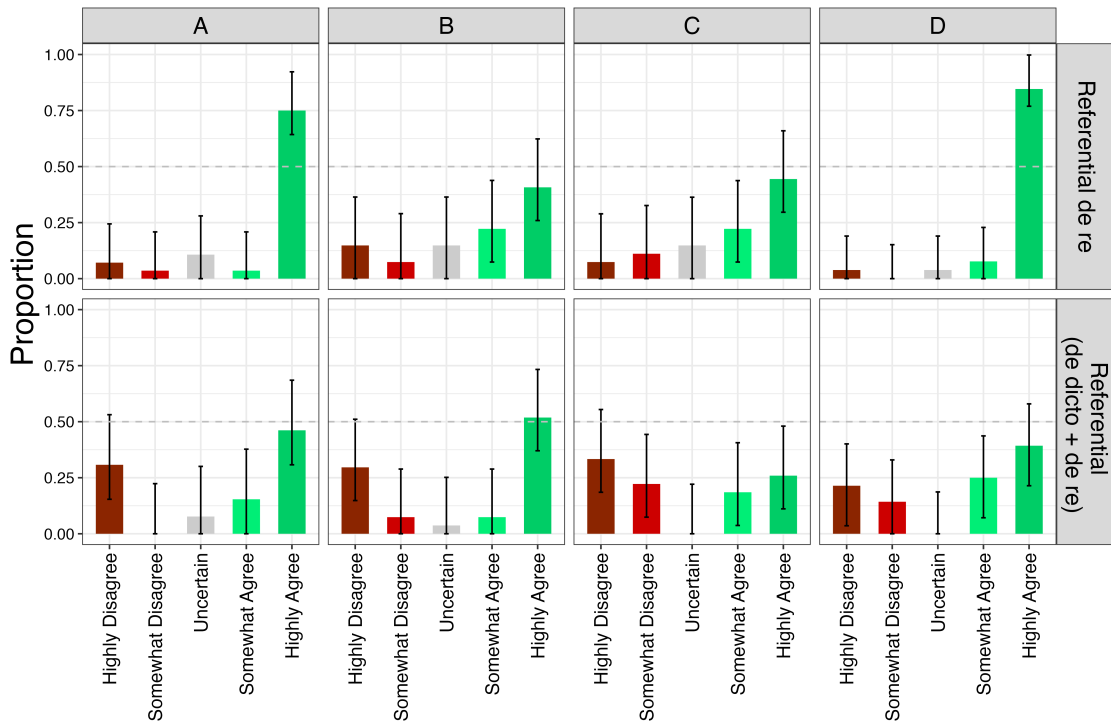 A B C D
Proportion
1.00
0.75
0.50
0.25
0.00
Referential de re
1.00
0.75
0.50
0.25
0.00
Referential
(de dicto + de re)
Highly Disagree
Somewhat Disagree
Uncertain
Somewhat Agree
Highly Agree
Highly Disagree
Somewhat Disagree
Uncertain
Somewhat Agree
Highly Agree
Highly Disagree
Somewhat Disagree
Uncertain
Somewhat Agree
Highly Agree
Highly Disagree
Somewhat Disagree
Uncertain
Somewhat Agree
Highly Agree